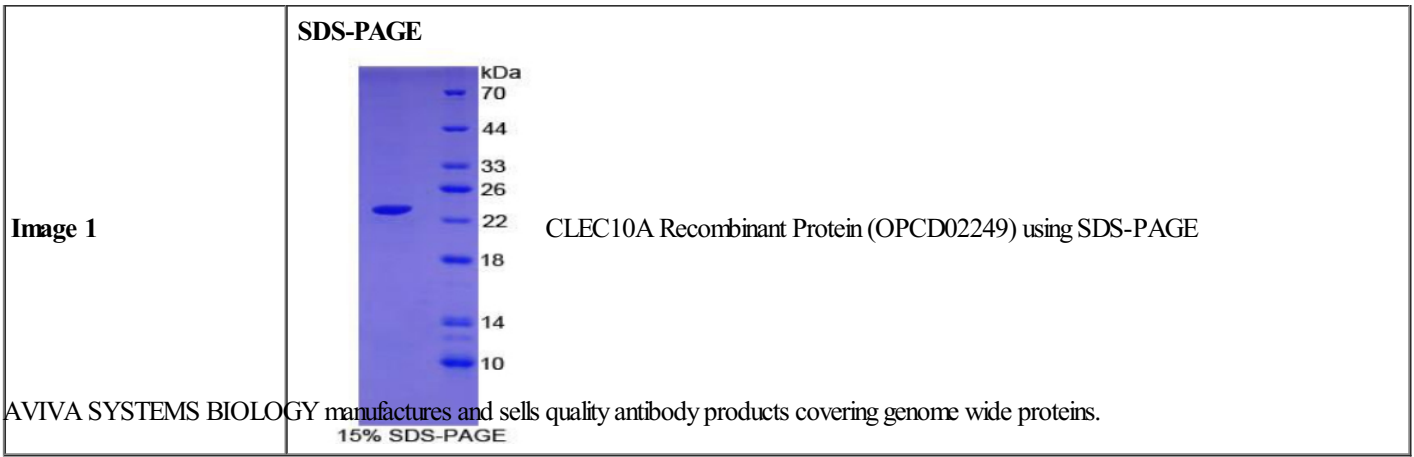 SDS-PAGE
kDa
70
44
33
26
22
18
14
10
15% SDS-PAGE
Image 1
CLEC10A Recombinant Protein (OPCD02249) using SDS-PAGE
AVIVA SYSTEMS BIOLOGY manufactures and sells quality antibody products covering genome wide proteins.